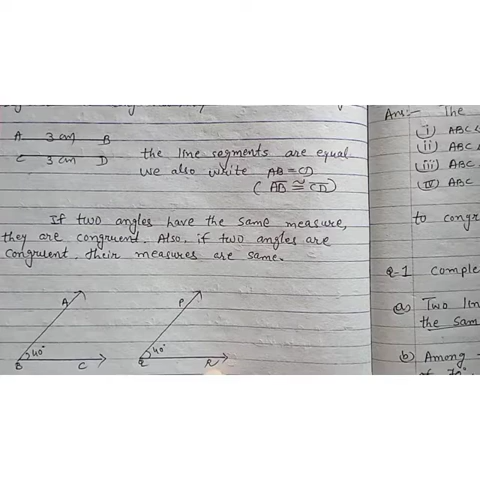 A 3 cm B
C 3 cm D
the line segments are equal
we also write AB = CD
( AB ≅ CD )
If two angles have the same measure,
they are congruent. Also, if two angles are
congruent, their measures are same.
A
40°
B C
P
40°
Q R
Ans:- The
(i) ABC
(ii) ABC
(iii) ABC
(IV) ABC
to congr
Q-1 Comple
a) Two lin
the sam
b) Among
of 70°